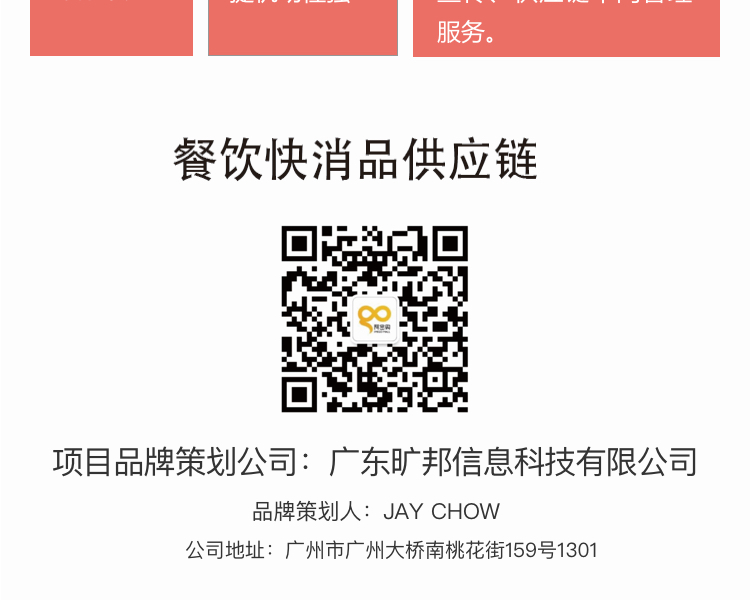 服务。
餐饮快消品供应链
项目品牌策划公司：广东旷邦信息科技有限公司
品牌策划人：JAY CHOW
公司地址：广州市广州大桥南桃花街159号1301